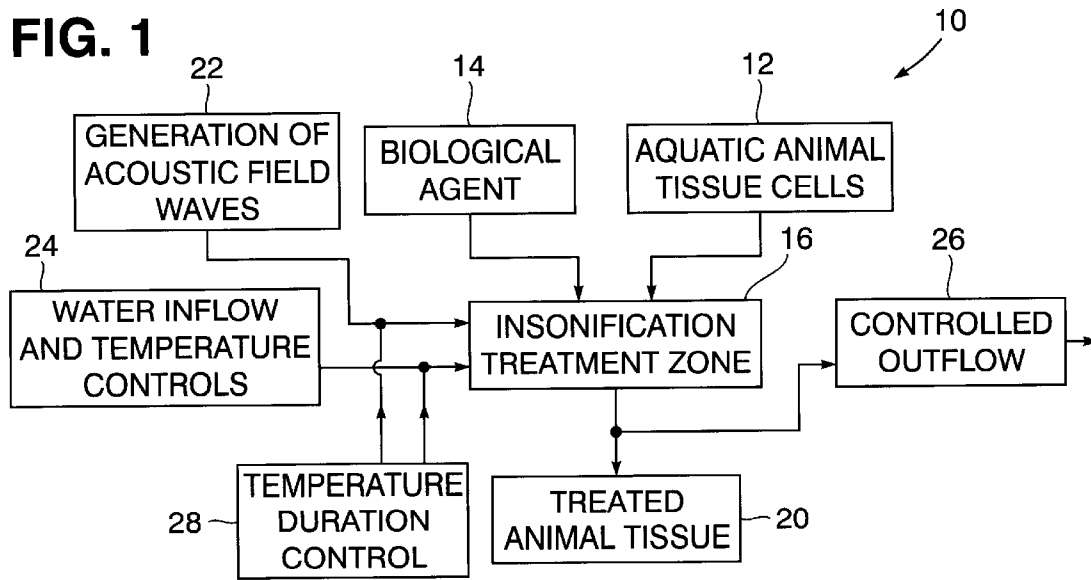 FIG. 1
10
22
14
12
GENERATION OF
ACOUSTIC FIELD
WAVES
BIOLOGICAL
AGENT
AQUATIC ANIMAL
TISSUE CELLS
24
16
26
WATER INFLOW
AND TEMPERATURE
CONTROLS
INSONIFICATION
TREATMENT ZONE
CONTROLLED
OUTFLOW
28
TEMPERATURE
DURATION
CONTROL
TREATED
ANIMAL TISSUE
20